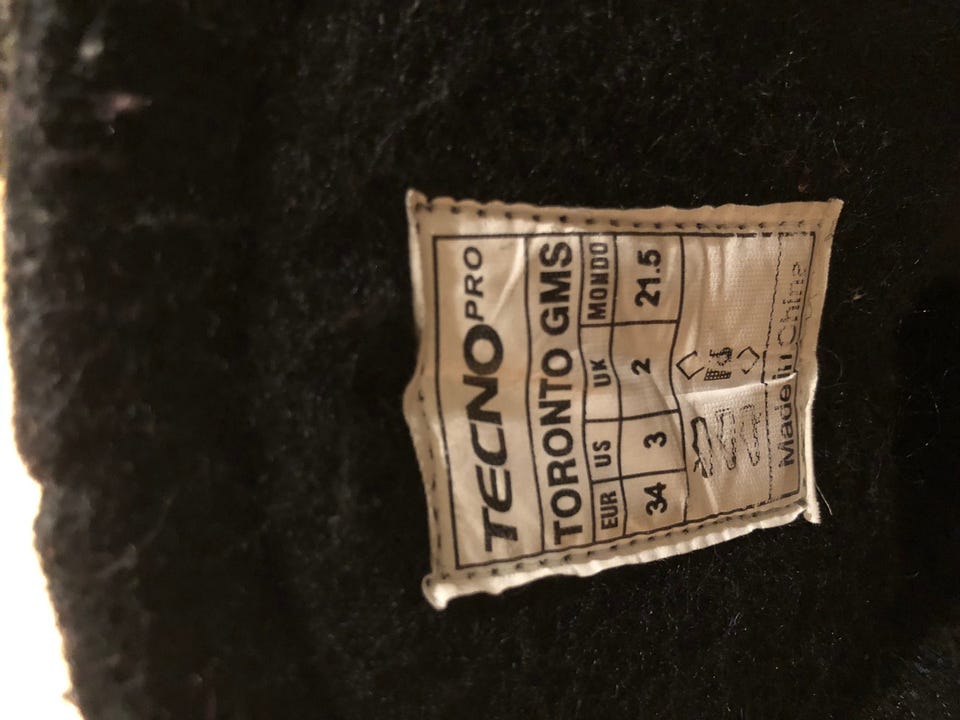 TECNOPRO
TORONTO GMS
EUR US UK MONDO
34 3 2 21.5
Made in China